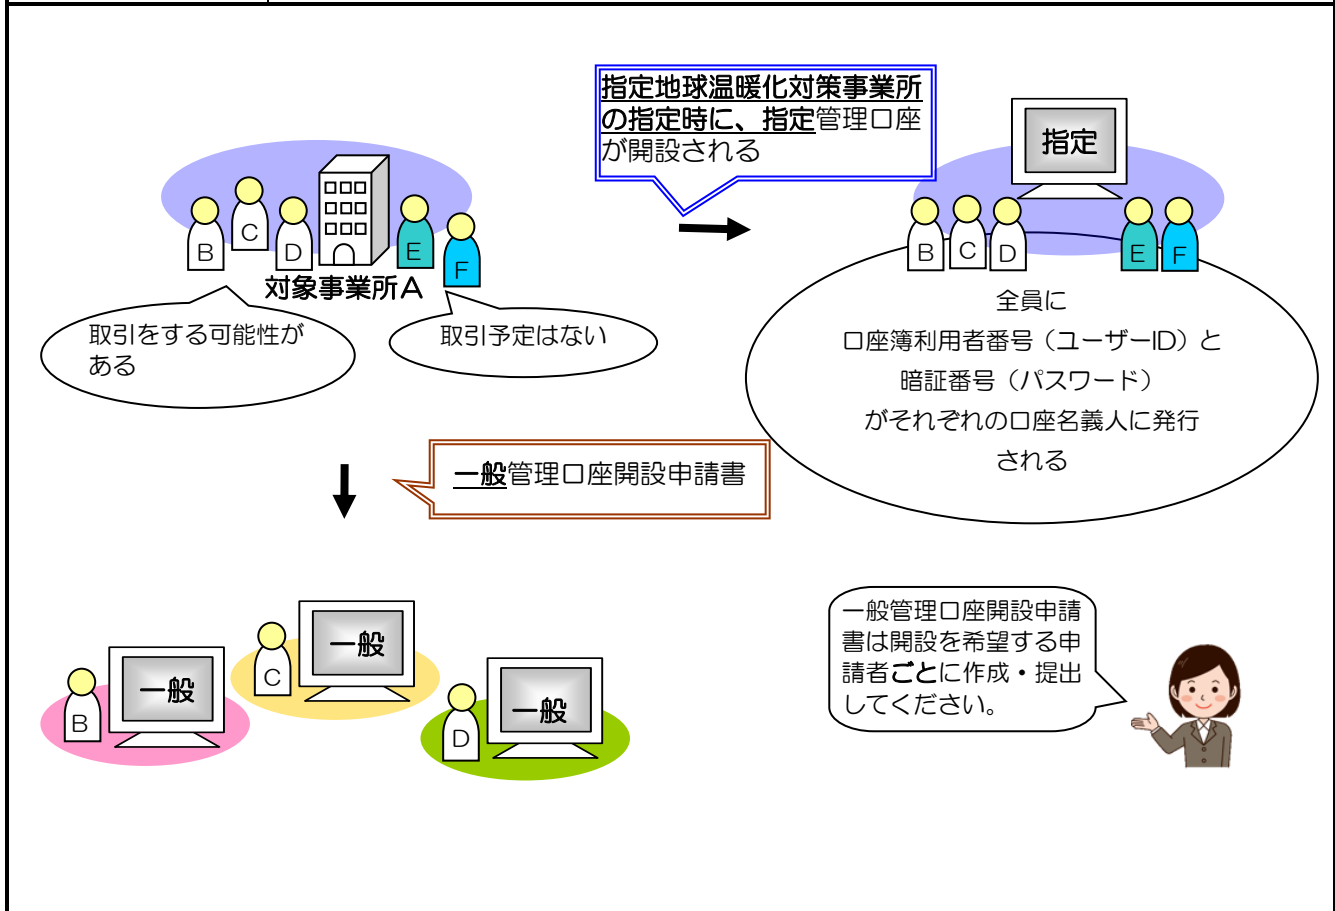 指定地球温暖化対策事業所
の指定時に、指定管理口座
が開設される
指定
B
C
D
E
F
対象事業所A
B
C
D
E
F
取引をする可能性が
ある
取引予定はない
全員に
口座簿利用者番号（ユーザーID）と
暗証番号（パスワード）
がそれぞれの口座名義人に発行
される
一般管理口座開設申請書
一般
B
一般
C
一般
D
一般管理口座開設申請
書は開設を希望する申
請者ごとに作成・提出
してください。